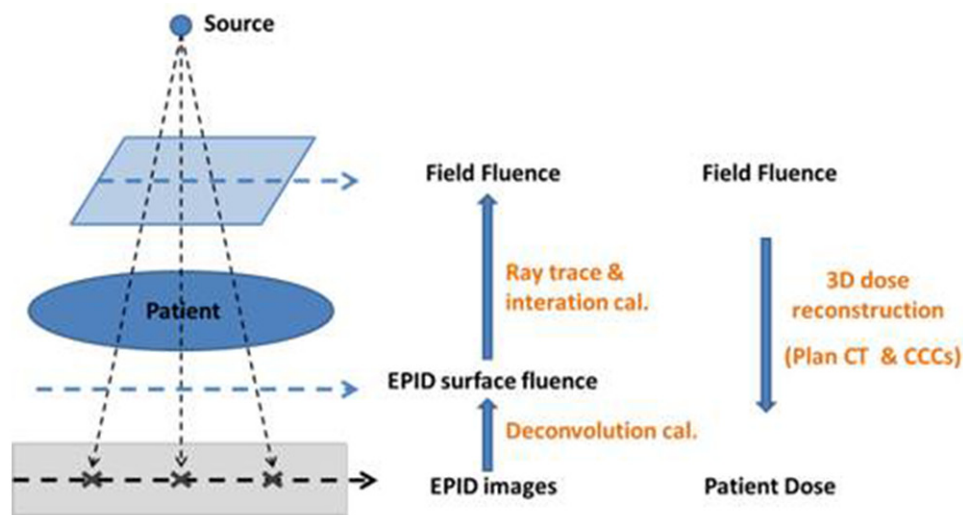 Source
Field Fluence
Field Fluence
Ray trace &
interation cal.
3D dose
reconstruction
(Plan CT & CCCs)
Patient
EPID surface fluence
Deconvolution cal.
EPID images
Patient Dose